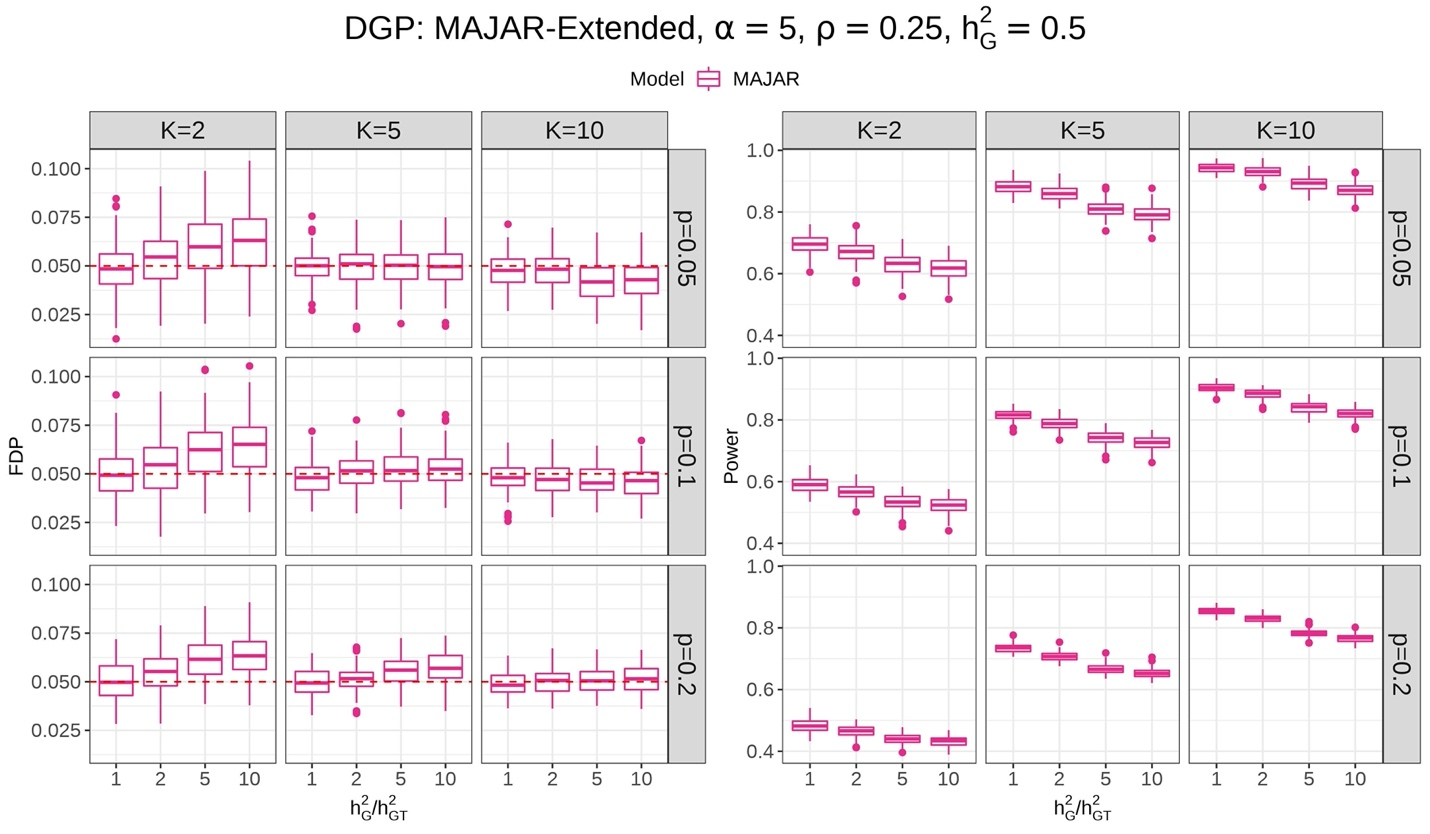 DGP: MAJAR-Extended, α = 5, ρ = 0.25, h²_G = 0.5
Model MAJAR
K=2 K=5 K=10 K=2 K=5 K=10
0.100 1.0
0.075 0.8
0.050 0.6
0.025 0.4
p=0.05 p=0.05
0.100 1.0
0.075 0.8
0.050 0.6
0.025 0.4
p=0.1 p=0.1
FDP Power
0.100 1.0
0.075 0.8
0.050 0.6
0.025 0.4
p=0.2 p=0.2
1 2 5 10 1 2 5 10 1 2 5 10 1 2 5 10 1 2 5 10 1 2 5 10
h²_G/h²_GT h²_G/h²_GT